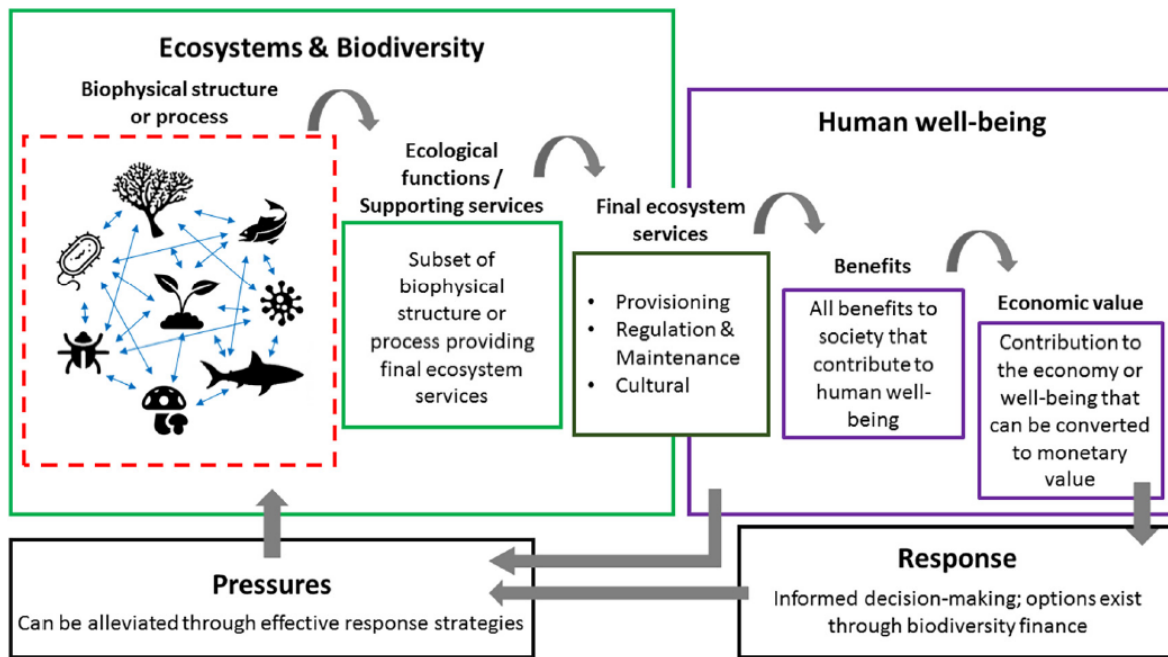 Ecosystems & Biodiversity
Biophysical structure
or process
Ecological
functions /
Supporting services
Subset of
biophysical
structure or
process providing
final ecosystem
services
Final ecosystem
services
• Provisioning
• Regulation &
Maintenance
• Cultural
Human well-being
Benefits
All benefits to
society that
contribute to
human well-
being
Economic value
Contribution to
the economy or
well-being that
can be converted
to monetary
value
Pressures
Can be alleviated through effective response strategies
Response
Informed decision-making; options exist
through biodiversity finance